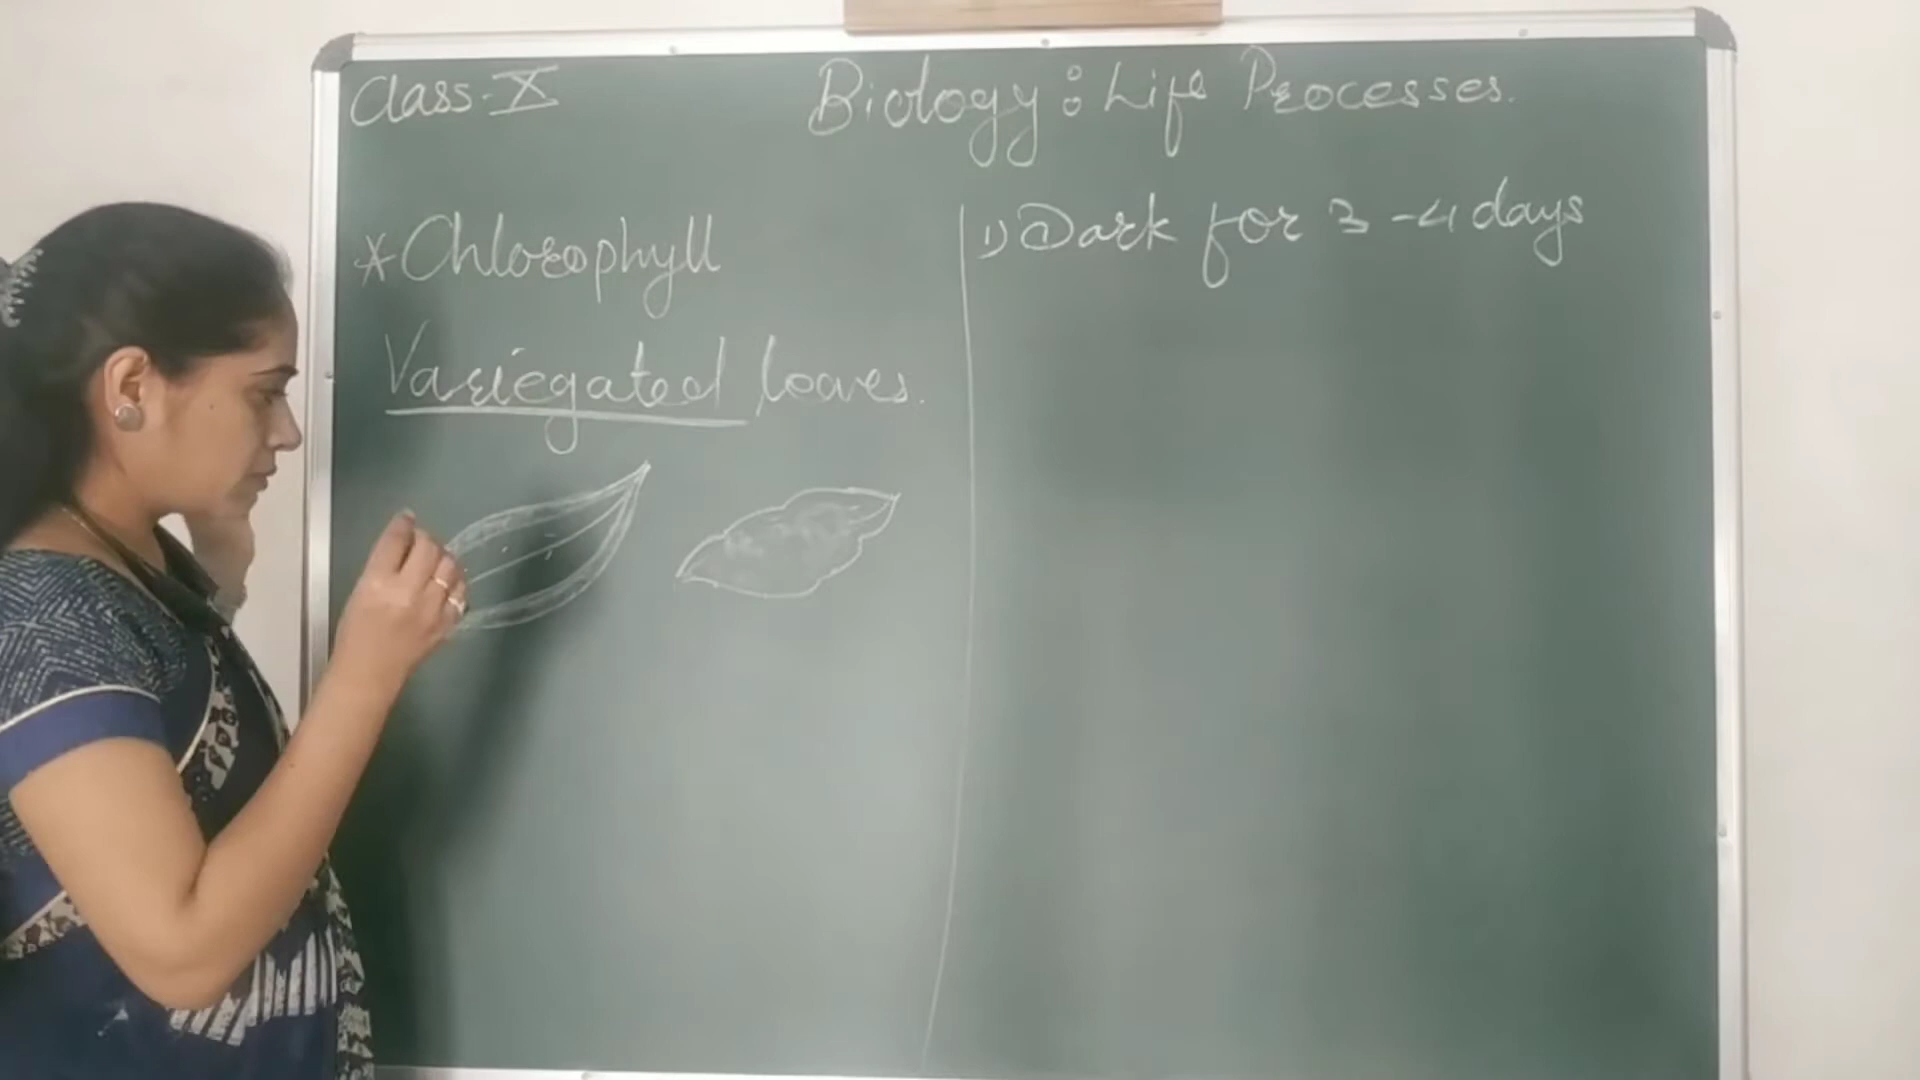 Class-X
Biology : Life Processes.
* Chlorophyll
Variegated leaves.
1) Dark for 3-4 days